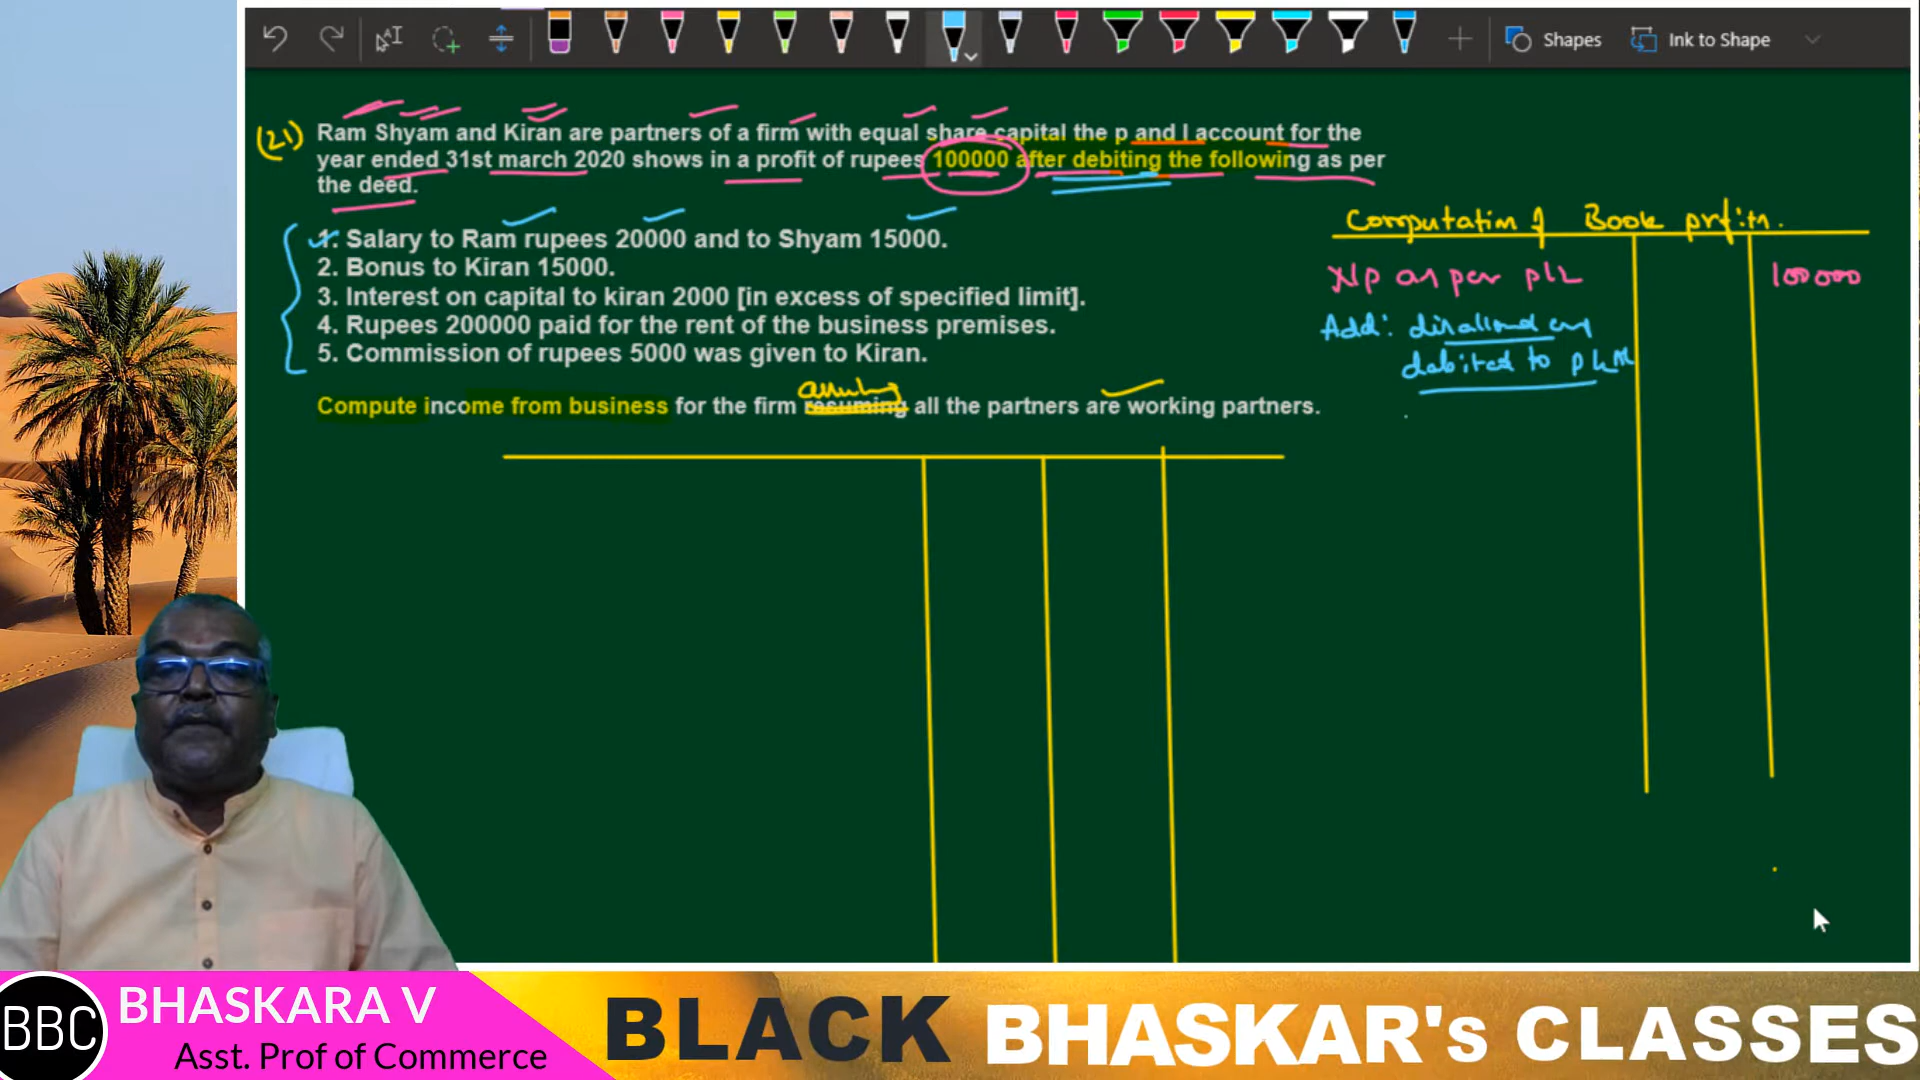 Shapes
Ink to Shape
(21) Ram Shyam and Kiran are partners of a firm with equal share capital the p and l account for the
year ended 31st march 2020 shows in a profit of rupees 100000 after debiting the following as per
the deed.
1. Salary to Ram rupees 20000 and to Shyam 15000.
2. Bonus to Kiran 15000.
3. Interest on capital to kiran 2000 [in excess of specified limit].
4. Rupees 200000 paid for the rent of the business premises.
5. Commission of rupees 5000 was given to Kiran.
Compute income from business for the firm resuming all the partners are working partners.
Computation of Book profits.
Np as per p/L 100000
Add: disallowed
debited to
BBC
BHASKARA V
Asst. Prof of Commerce
BLACK BHASKAR's CLASSES